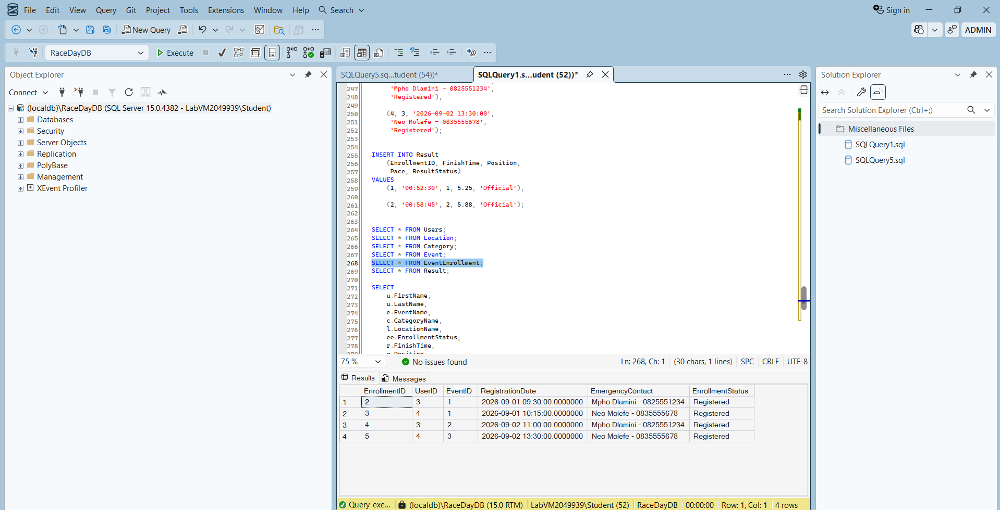 File Edit View Query Git Project Tools Extensions Window Help Search Sign in
New Query ADMIN
RaceDayDB Execute
Object Explorer
Connect
(localdb)\RaceDayDB (SQL Server 15.0.4382 - LabVM2049939\Student)
Databases
Security
Server Objects
Replication
PolyBase
Management
XEvent Profiler
SQLQuery5.sq...tudent (54))*
SQLQuery1.s...udent (52))*
247 'Mpho Dlamini - 0825551234',
248 'Registered'),
249
250 (4, 3, '2026-09-02 13:30:00',
251 'Neo Molefe - 0835555678',
252 'Registered');
253
254
255 INSERT INTO Result
256 (EnrollmentID, FinishTime, Position,
257 Pace, ResultStatus)
258 VALUES
259 (1, '00:52:30', 1, 5.25, 'Official'),
260
261 (2, '00:58:45', 2, 5.88, 'Official');
262
263
264 SELECT * FROM Users;
265 SELECT * FROM Location;
266 SELECT * FROM Category;
267 SELECT * FROM Event;
268 SELECT * FROM EventEnrollment;
269 SELECT * FROM Result;
270
271 SELECT
272 u.FirstName,
273 u.LastName,
274 e.EventName,
275 c.CategoryName,
276 l.LocationName,
277 ee.EnrollmentStatus,
278 r.FinishTime,
75 % No issues found Ln: 268, Ch: 1 (30 chars, 1 lines) SPC CRLF UTF-8
Results Messages
EnrollmentID UserID EventID RegistrationDate EmergencyContact EnrollmentStatus
1 2 3 1 2026-09-01 09:30:00.0000000 Mpho Dlamini - 0825551234 Registered
2 3 4 1 2026-09-01 10:15:00.0000000 Neo Molefe - 0835555678 Registered
3 4 3 2 2026-09-02 11:00:00.0000000 Mpho Dlamini - 0825551234 Registered
4 5 4 3 2026-09-02 13:30:00.0000000 Neo Molefe - 0835555678 Registered
Query exe... (localdb)\RaceDayDB (15.0 RTM) LabVM2049939\Student (52) RaceDayDB 00:00:00 Row: 1, Col: 1 4 rows
Solution Explorer
Search Solution Explorer (Ctrl+;)
Miscellaneous Files
SQLQuery1.sql
SQLQuery5.sql